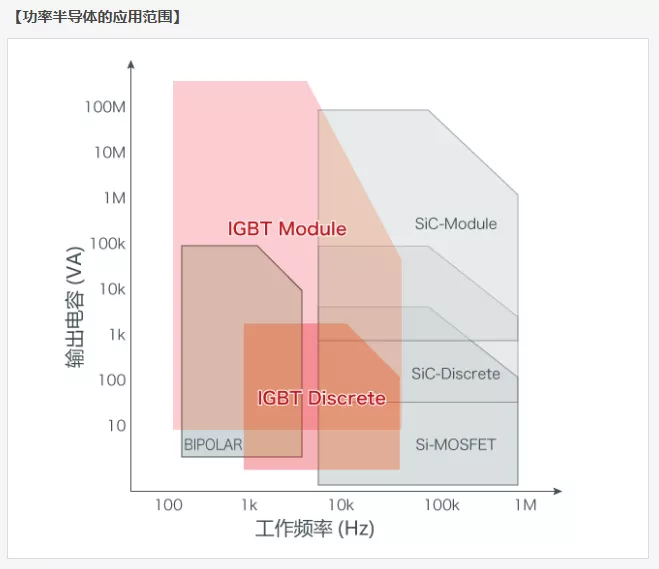 【功率半导体的应用范围】
100M
10M
1M
100k
10k
1k
100
10
输出电容 (VA)
IGBT Module
SiC-Module
SiC-Discrete
IGBT Discrete
BIPOLAR
Si-MOSFET
100
1k
10k
100k
1M
工作频率 (Hz)